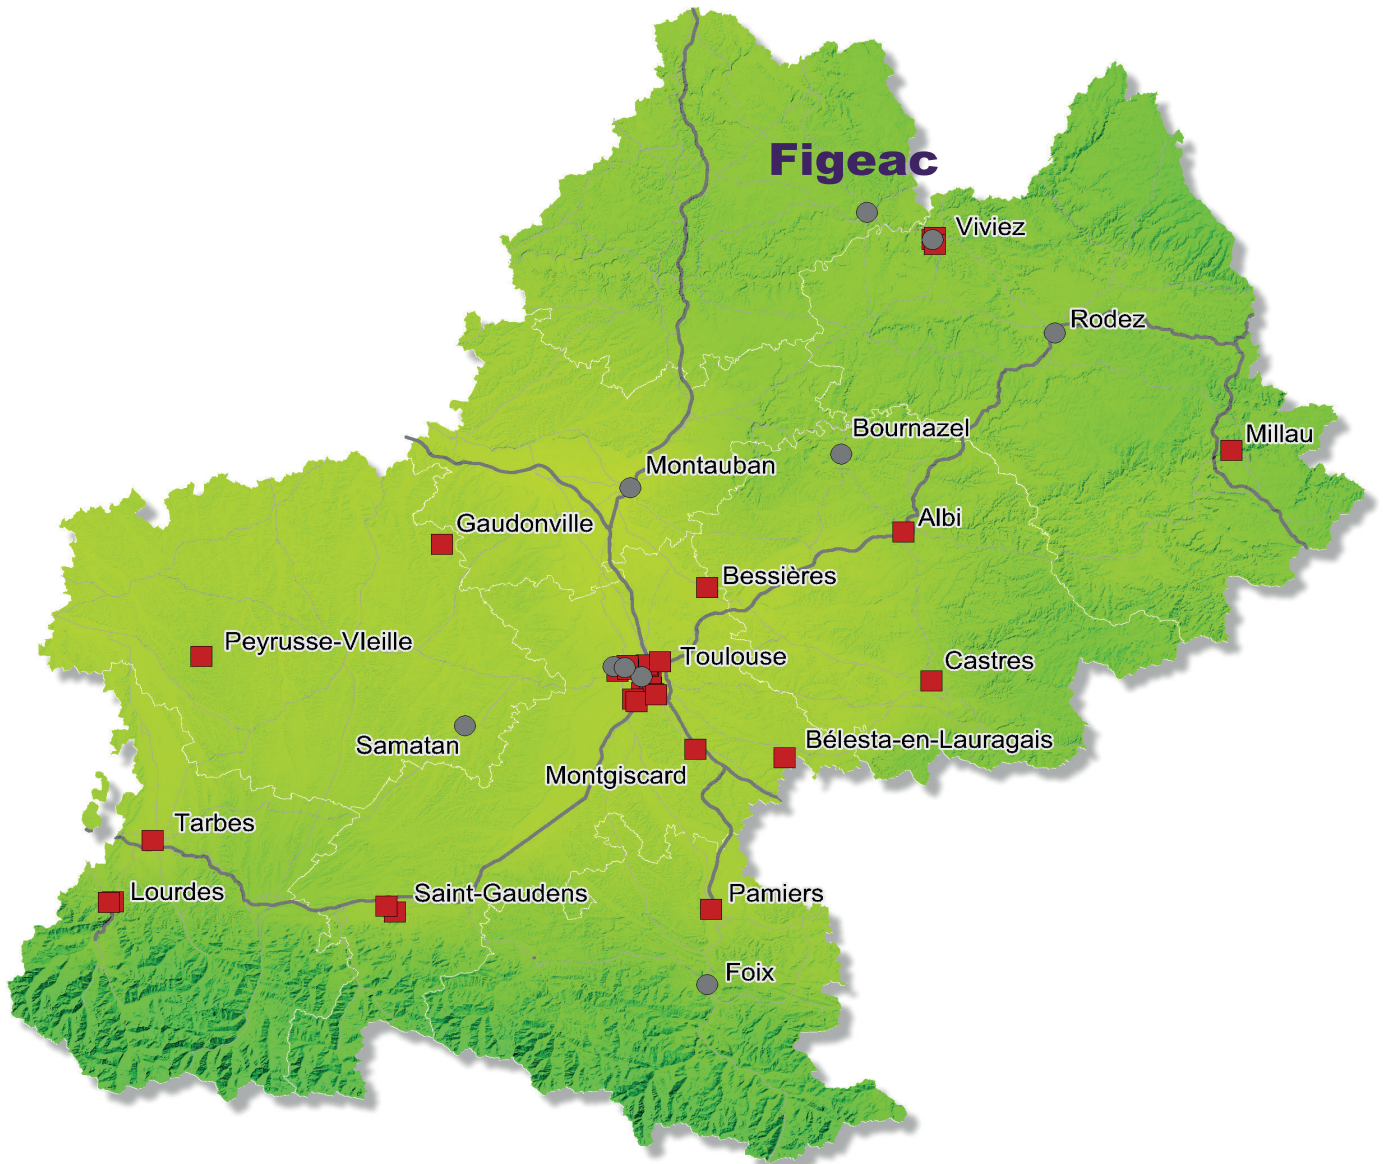 Figeac
Viviez
Rodez
Bournazel
Millau
Montauban
Albi
Gaudonville
Bessières
Peyrusse-VIeille
Toulouse
Castres
Samatan
Bélesta-en-Lauragais
Montgiscard
Tarbes
Lourdes
Saint-Gaudens
Pamiers
Foix